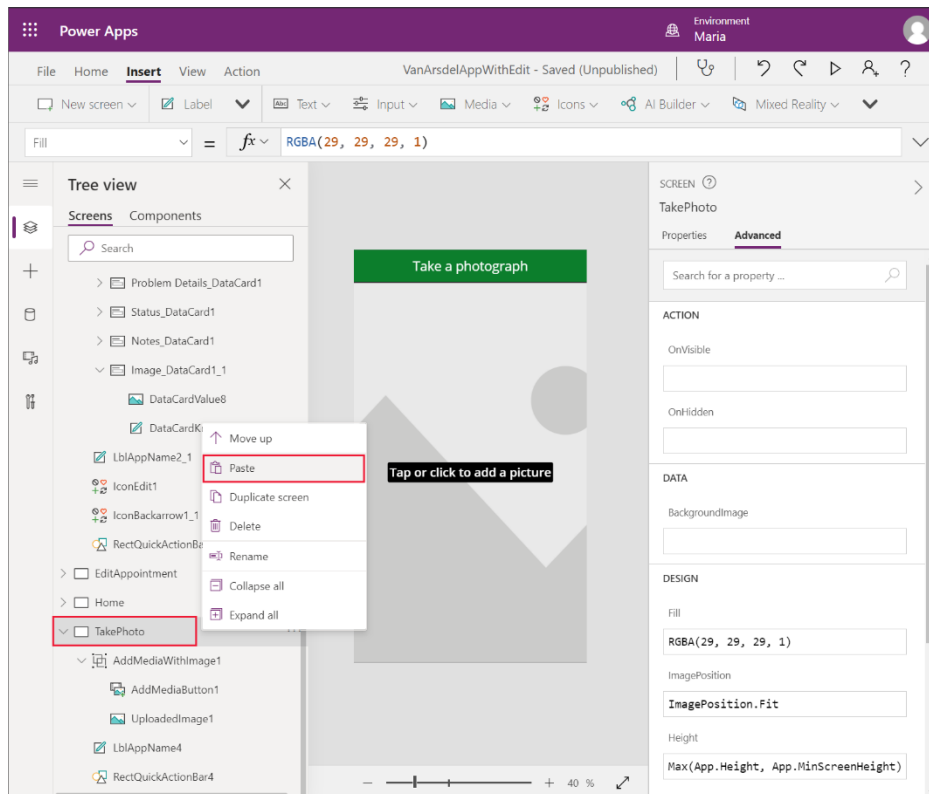 Power Apps
Environment
Maria
File Home Insert View Action
VanArsdelAppWithEdit - Saved (Unpublished)
New screen Label Text Input Media Icons AI Builder Mixed Reality
Fill = fx RGBA(29, 29, 29, 1)
Tree view
Screens Components
Search
Problem Details_DataCard1
Status_DataCard1
Notes_DataCard1
Image_DataCard1_1
DataCardValue8
DataCardK
LblAppName2_1
IconEdit1
IconBackarrow1_1
RectQuickActionBa
EditAppointment
Home
TakePhoto
AddMediaWithImage1
AddMediaButton1
UploadedImage1
LblAppName4
RectQuickActionBar4
Move up
Paste
Duplicate screen
Delete
Rename
Collapse all
Expand all
Take a photograph
Tap or click to add a picture
40 %
SCREEN
TakePhoto
Properties Advanced
Search for a property ...
ACTION
OnVisible
OnHidden
DATA
BackgroundImage
DESIGN
Fill
RGBA(29, 29, 29, 1)
ImagePosition
ImagePosition.Fit
Height
Max(App.Height, App.MinScreenHeight)